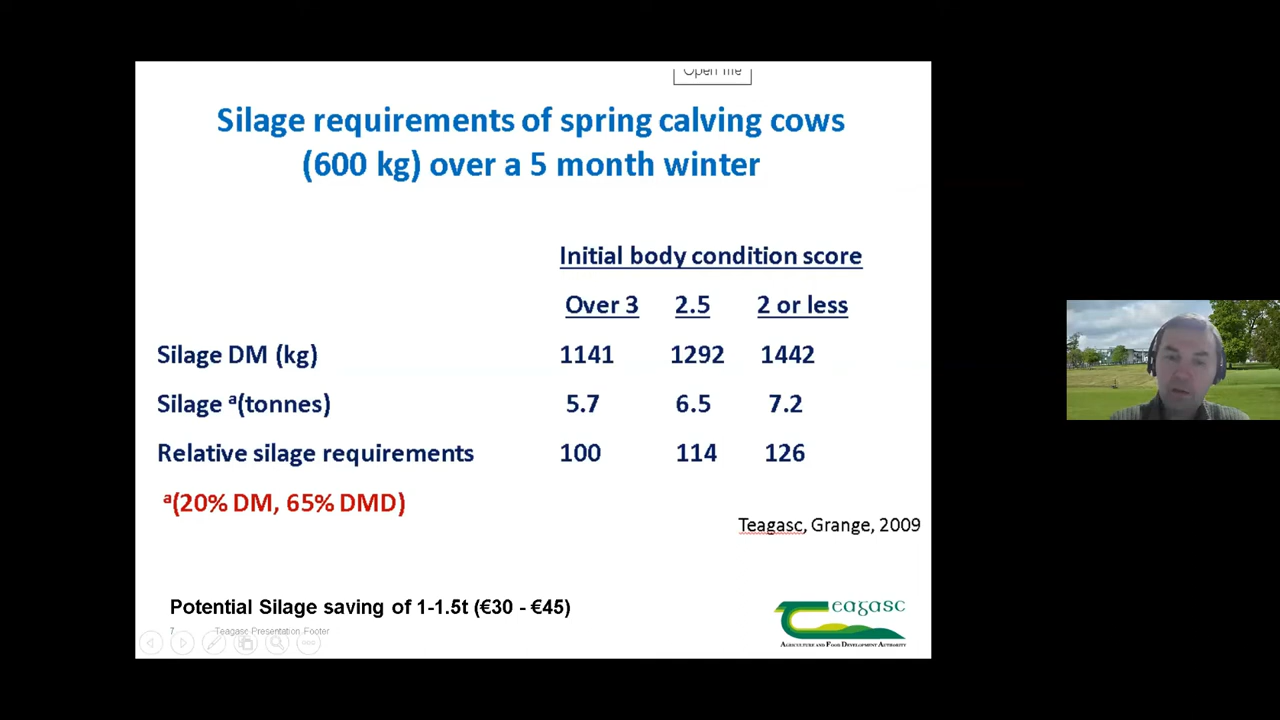 Open file
Silage requirements of spring calving cows
(600 kg) over a 5 month winter
Initial body condition score
Over 3 2.5 2 or less
Silage DM (kg) 1141 1292 1442
Silage ᵃ(tonnes) 5.7 6.5 7.2
Relative silage requirements 100 114 126
ᵃ(20% DM, 65% DMD)
Teagasc, Grange, 2009
Potential Silage saving of 1-1.5t (€30 - €45)
7 Teagasc Presentation Footer
Teagasc
Agriculture and Food Development Authority